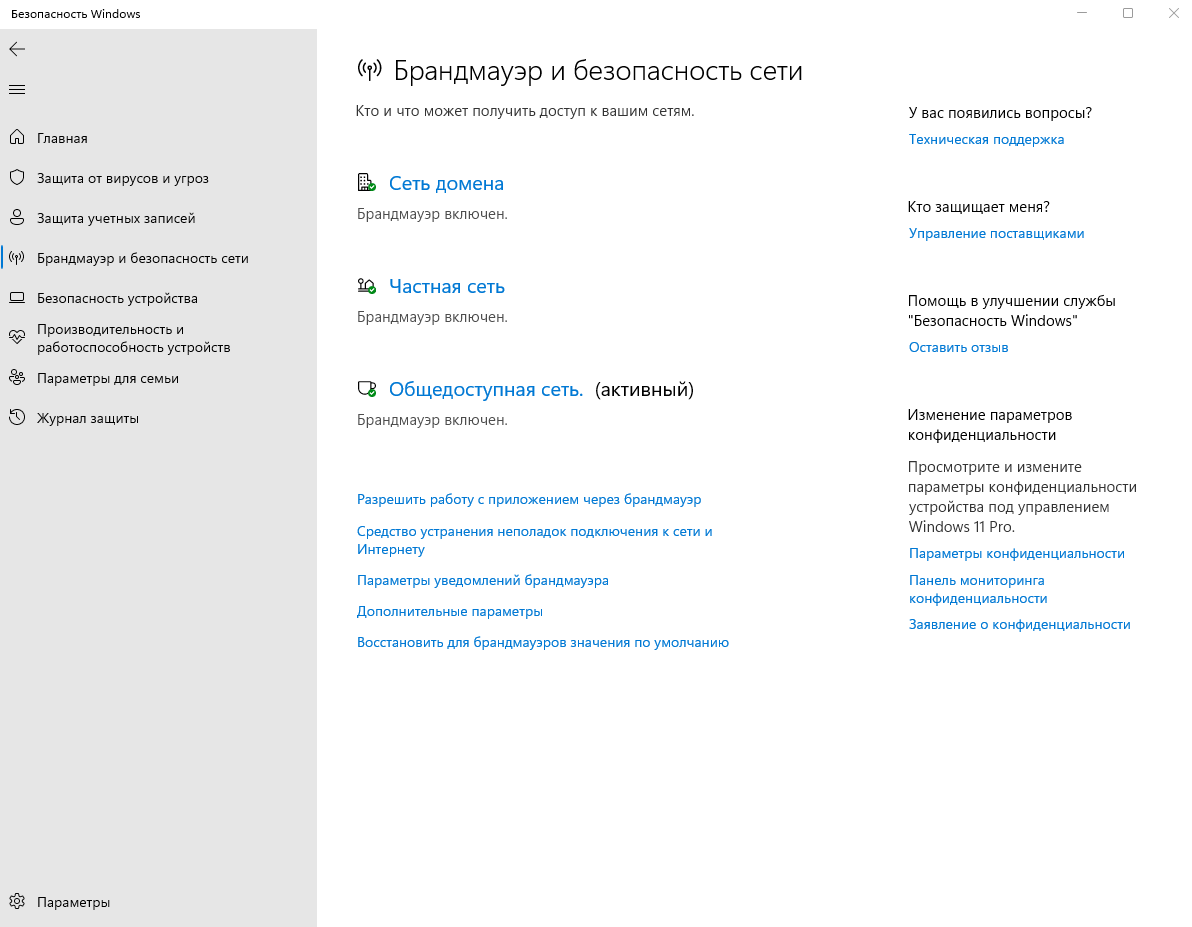 Безопасность Windows
Главная
Защита от вирусов и угроз
Защита учетных записей
Брандмауэр и безопасность сети
Безопасность устройства
Производительность и
работоспособность устройств
Параметры для семьи
Журнал защиты
Параметры
Брандмауэр и безопасность сети
Кто и что может получить доступ к вашим сетям.
Сеть домена
Брандмауэр включен.
Частная сеть
Брандмауэр включен.
Общедоступная сеть. (активный)
Брандмауэр включен.
Разрешить работу с приложением через брандмауэр
Средство устранения неполадок подключения к сети и
Интернету
Параметры уведомлений брандмауэра
Дополнительные параметры
Восстановить для брандмауэров значения по умолчанию
У вас появились вопросы?
Техническая поддержка
Кто защищает меня?
Управление поставщиками
Помощь в улучшении службы
"Безопасность Windows"
Оставить отзыв
Изменение параметров
конфиденциальности
Просмотрите и измените
параметры конфиденциальности
устройства под управлением
Windows 11 Pro.
Параметры конфиденциальности
Панель мониторинга
конфиденциальности
Заявление о конфиденциальности